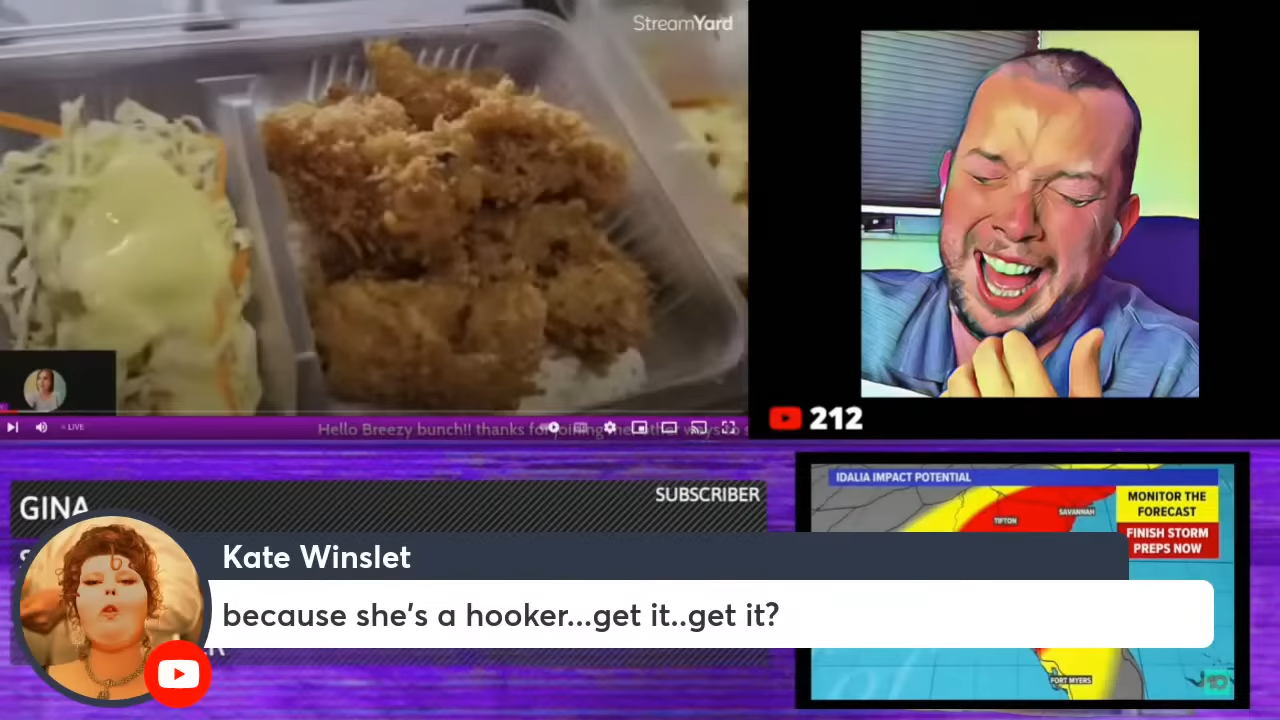 StreamYard
LIVE
Hello Breezy bunch!! thanks for joining me
212
GINA
SUBSCRIBER
IDALIA IMPACT POTENTIAL
MONITOR THE
FORECAST
FINISH STORM
PREPS NOW
TIFTON
SAVANNAH
Kate Winslet
because she's a hooker...get it..get it?
FORT MYERS
10